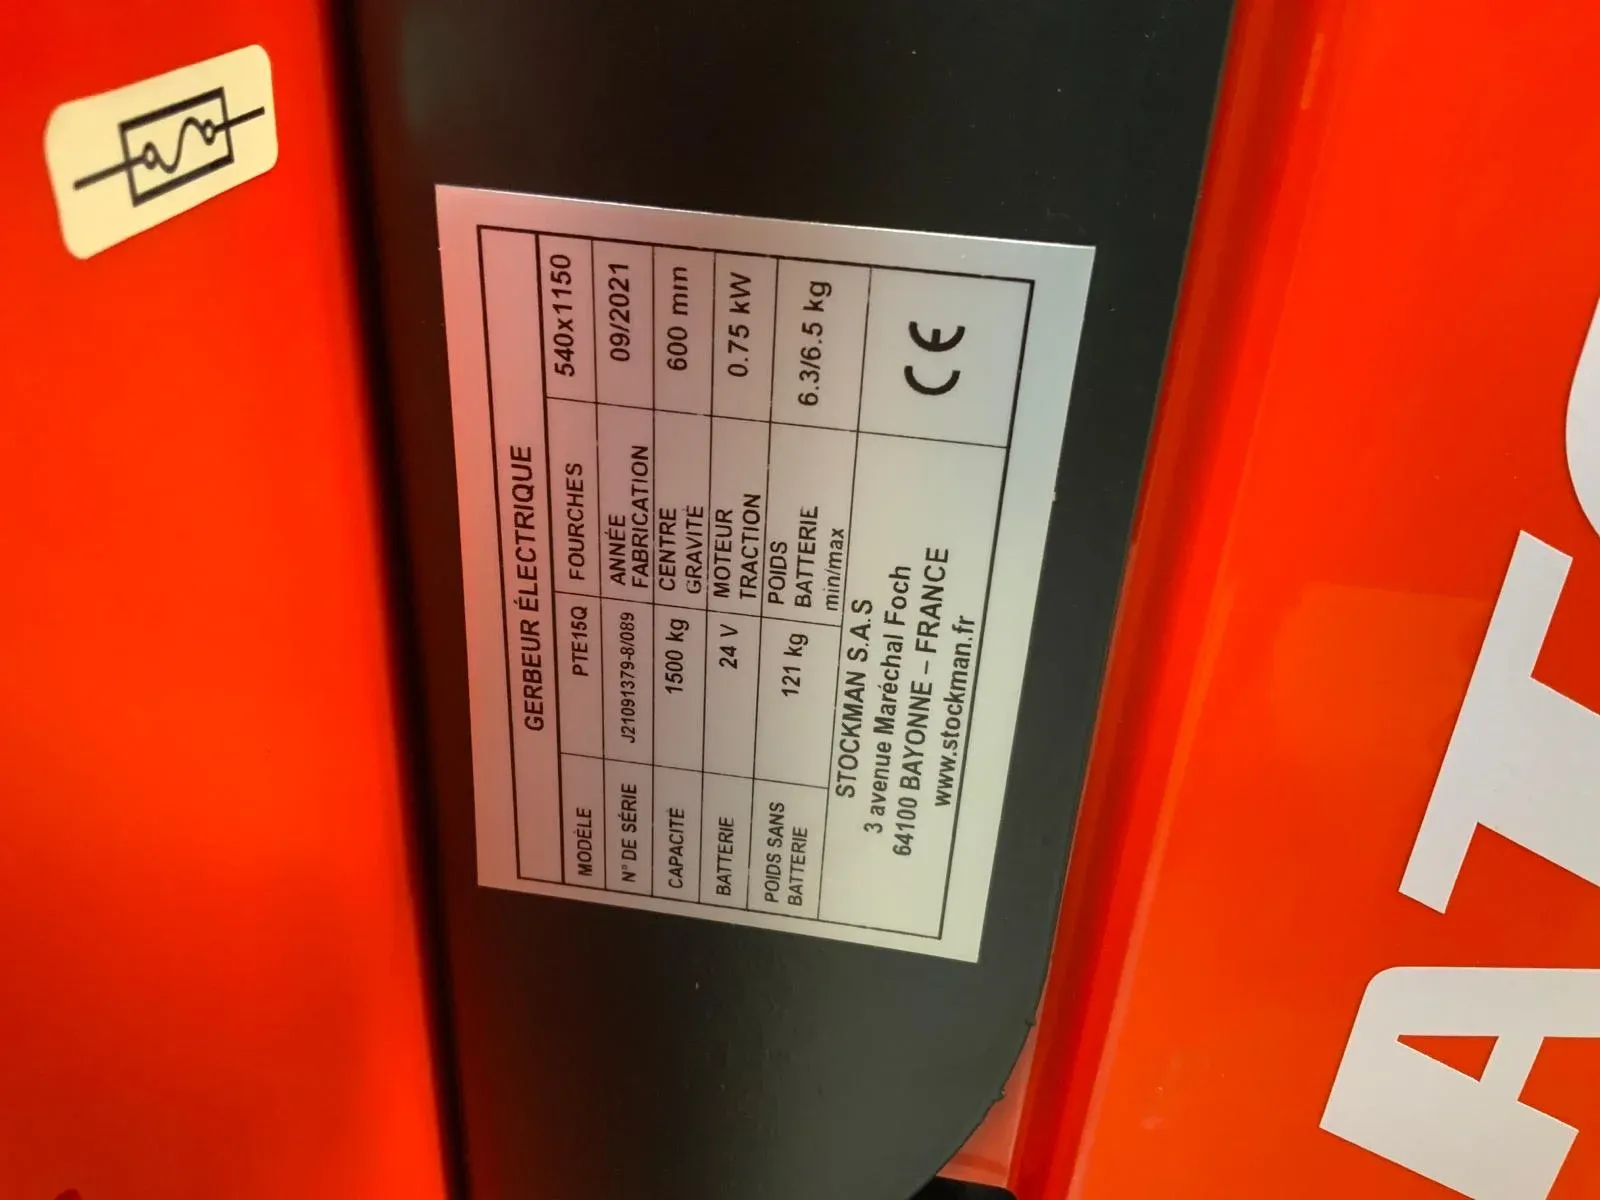 GERBEUR ÉLECTRIQUE
MODÈLE PTE15Q FOURCHES 540x1150
N° DE SÉRIE J21091379-8/089 ANNÉE FABRICATION 09/2021
CAPACITÉ 1500 kg CENTRE GRAVITÉ 600 mm
BATTERIE 24 V MOTEUR TRACTION 0.75 kW
POIDS SANS BATTERIE 121 kg POIDS BATTERIE min/max 6.3/6.5 kg
STOCKMAN S.A.S
3 avenue Maréchal Foch
64100 BAYONNE – FRANCE
www.stockman.fr
CE